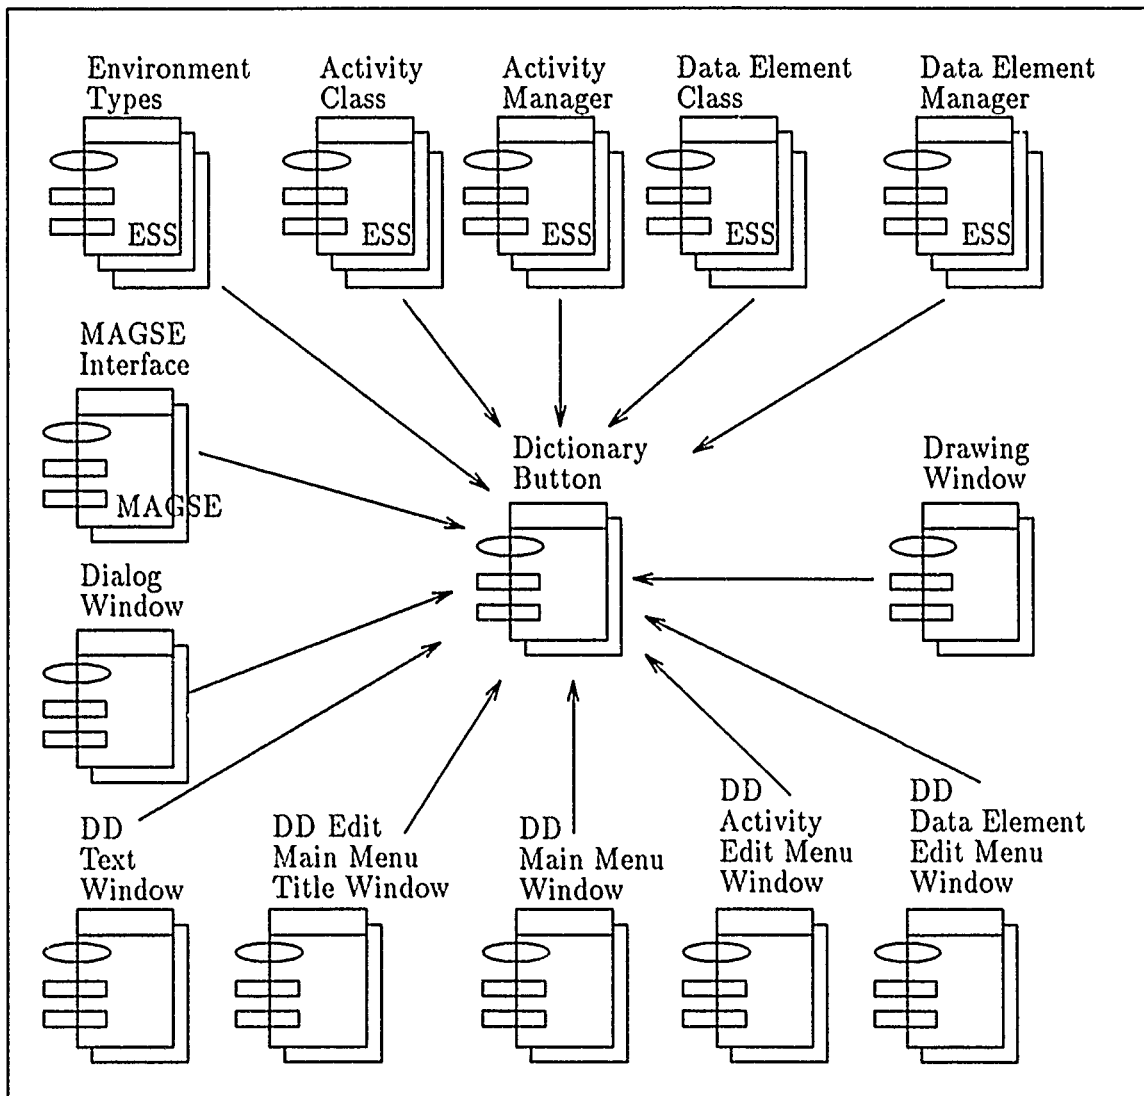 Environment
Types
Activity
Class
Activity
Manager
Data Element
Class
Data Element
Manager
ESS
ESS
ESS
ESS
ESS
MAGSE
Interface
MAGSE
Dictionary
Button
Drawing
Window
Dialog
Window
DD
Text
Window
DD Edit
Main Menu
Title Window
DD
Main Menu
Window
DD
Activity
Edit Menu
Window
DD
Data Element
Edit Menu
Window